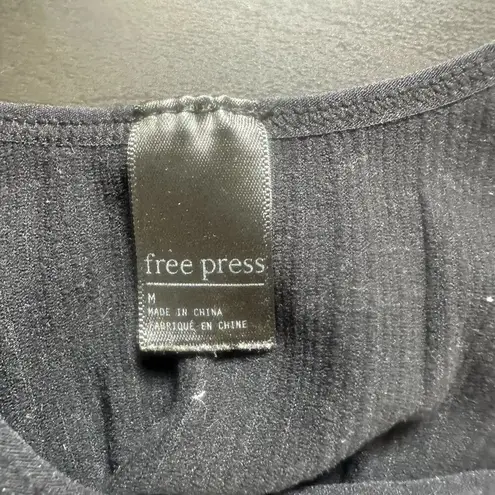 free press
M
MADE IN CHINA
FABRIQUÉ EN CHINE